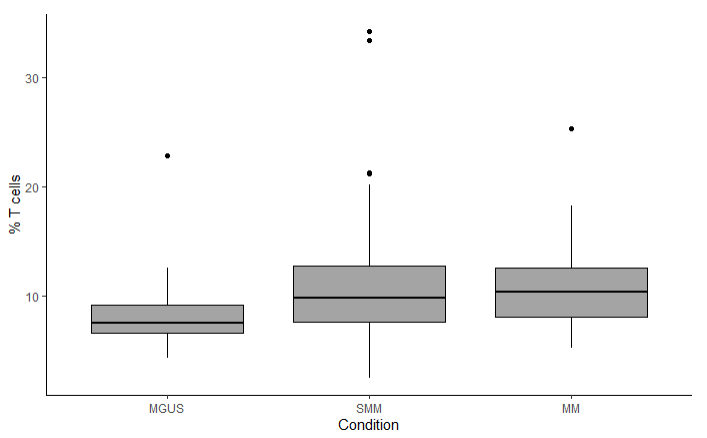 % T cells
30
20
10
MGUS SMM MM
Condition